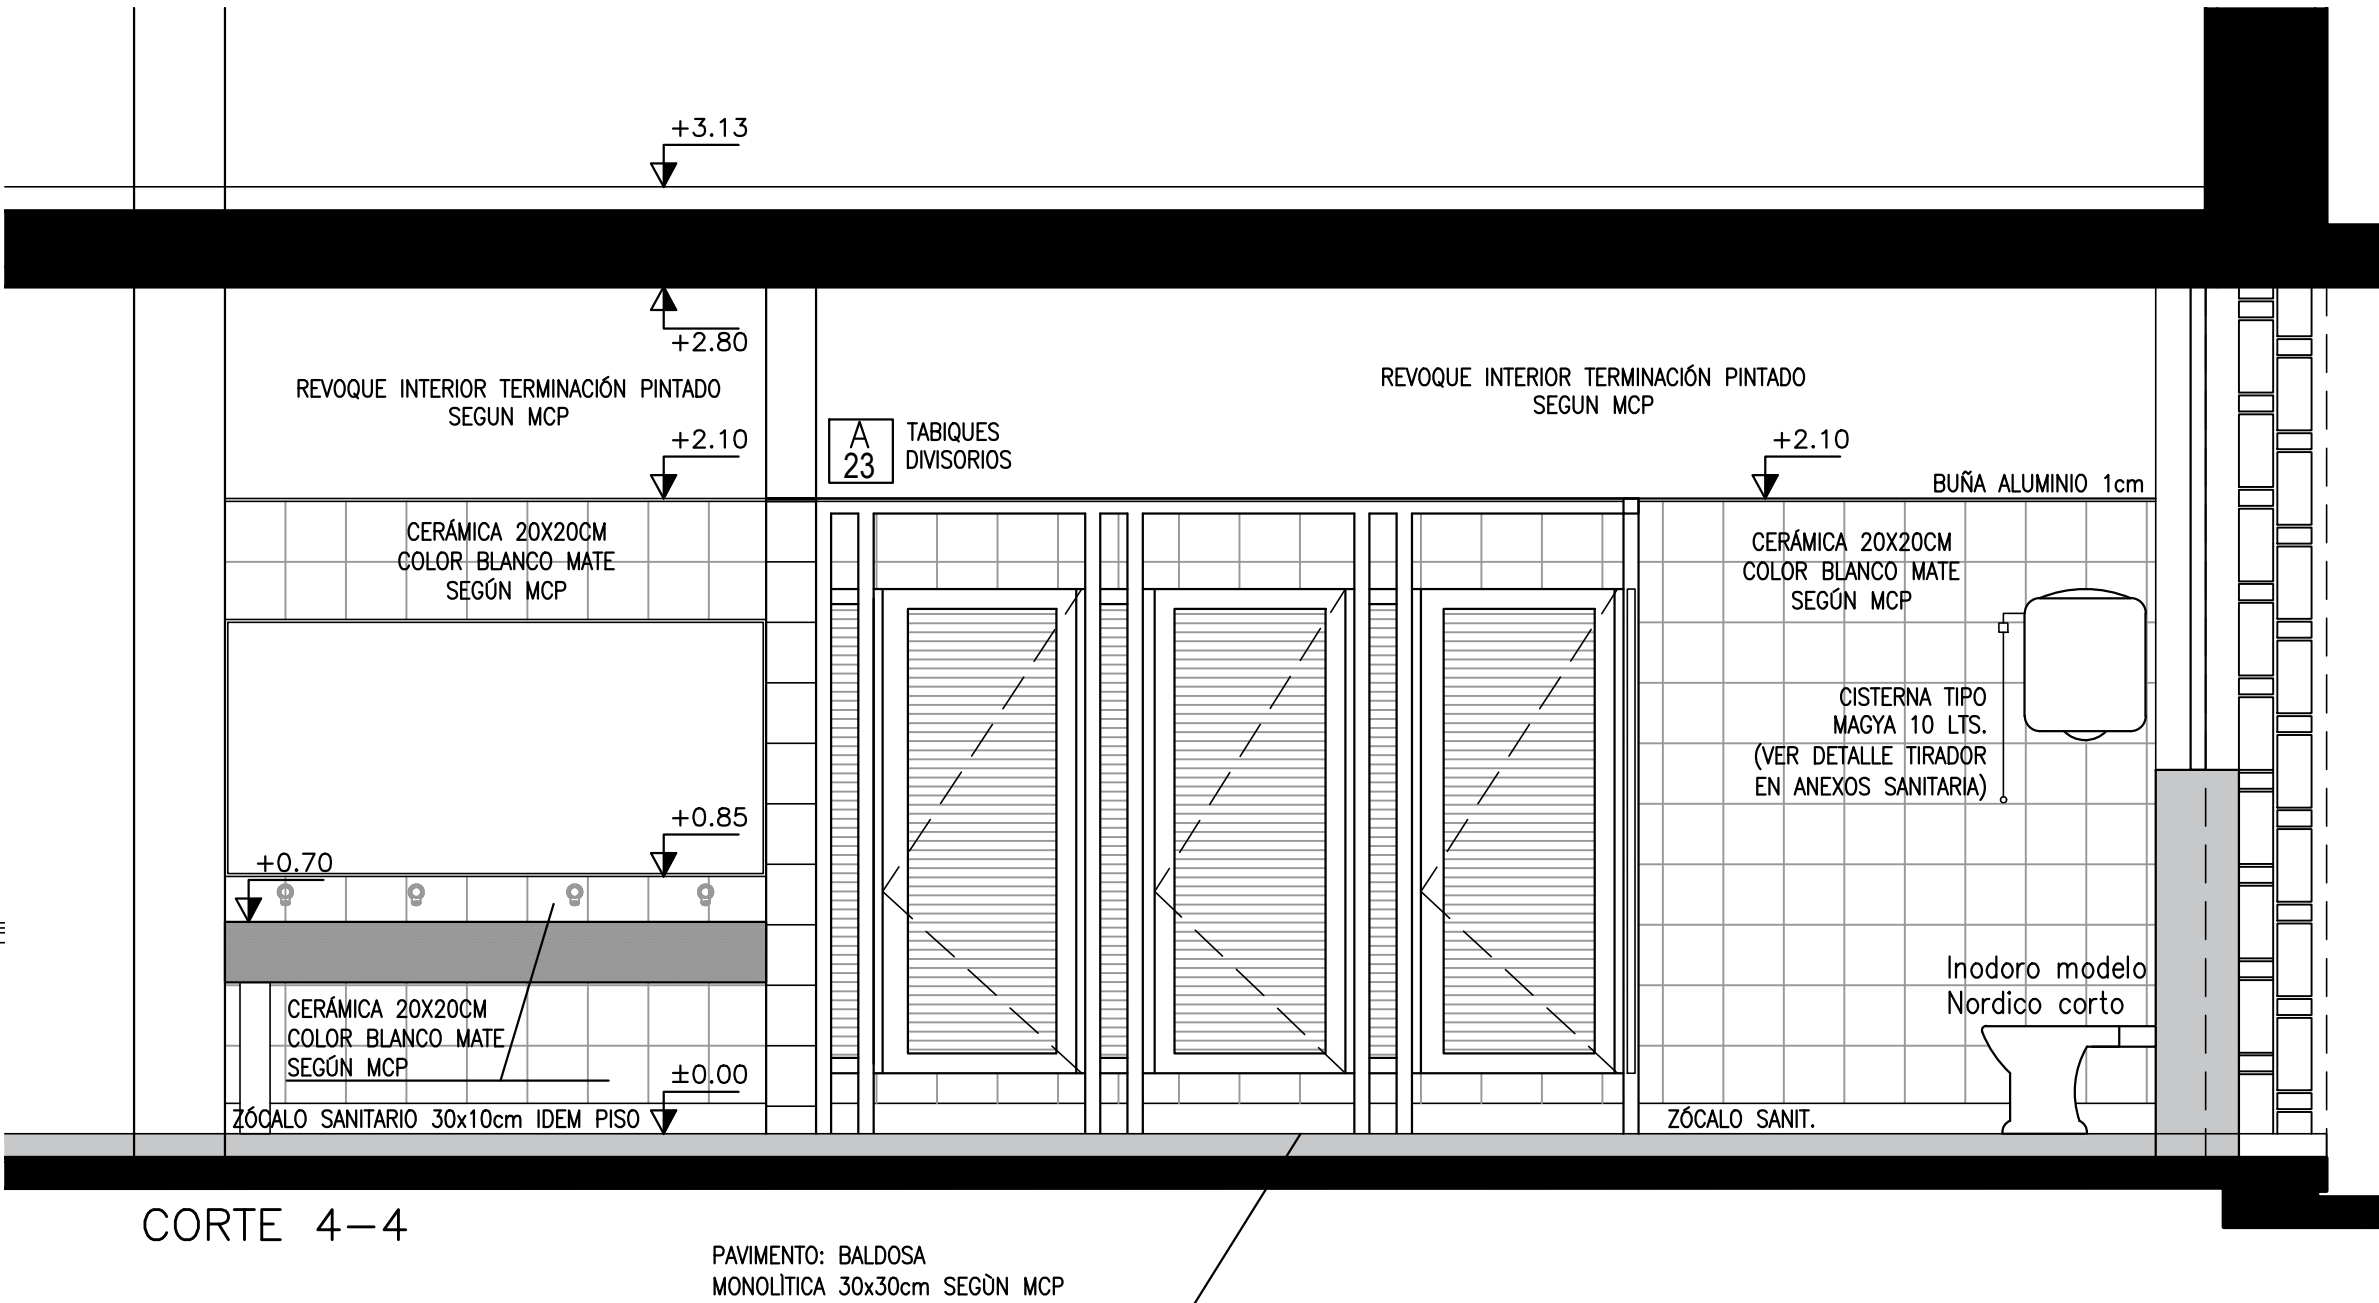 +3.13
+2.80
REVOQUE INTERIOR TERMINACIÓN PINTADO
SEGUN MCP
REVOQUE INTERIOR TERMINACIÓN PINTADO
SEGUN MCP
+2.10
A
23
TABIQUES
DIVISORIOS
+2.10
BUÑA ALUMINIO 1cm
CERÁMICA 20X20CM
COLOR BLANCO MATE
SEGÚN MCP
CERÁMICA 20X20CM
COLOR BLANCO MATE
SEGÚN MCP
CISTERNA TIPO
MAGYA 10 LTS.
(VER DETALLE TIRADOR
EN ANEXOS SANITARIA)
+0.85
+0.70
Inodoro modelo
Nordico corto
CERÁMICA 20X20CM
COLOR BLANCO MATE
SEGÚN MCP
±0.00
ZÓCALO SANITARIO 30x10cm IDEM PISO
ZÓCALO SANIT.
CORTE 4-4
PAVIMENTO: BALDOSA
MONOLÌTICA 30x30cm SEGÙN MCP